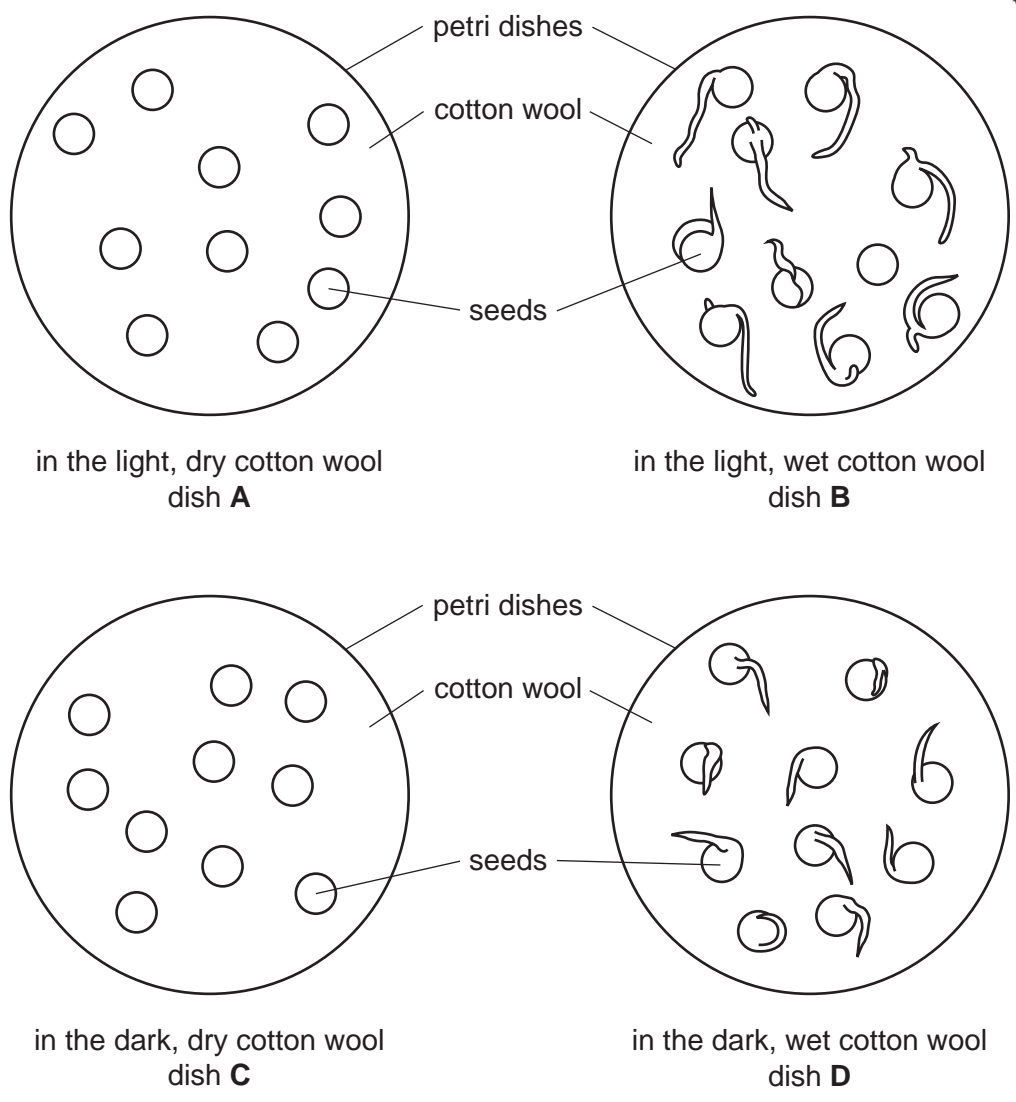 petri dishes
cotton wool
seeds
in the light, dry cotton wool
dish A
in the light, wet cotton wool
dish B
petri dishes
cotton wool
seeds
in the dark, dry cotton wool
dish C
in the dark, wet cotton wool
dish D